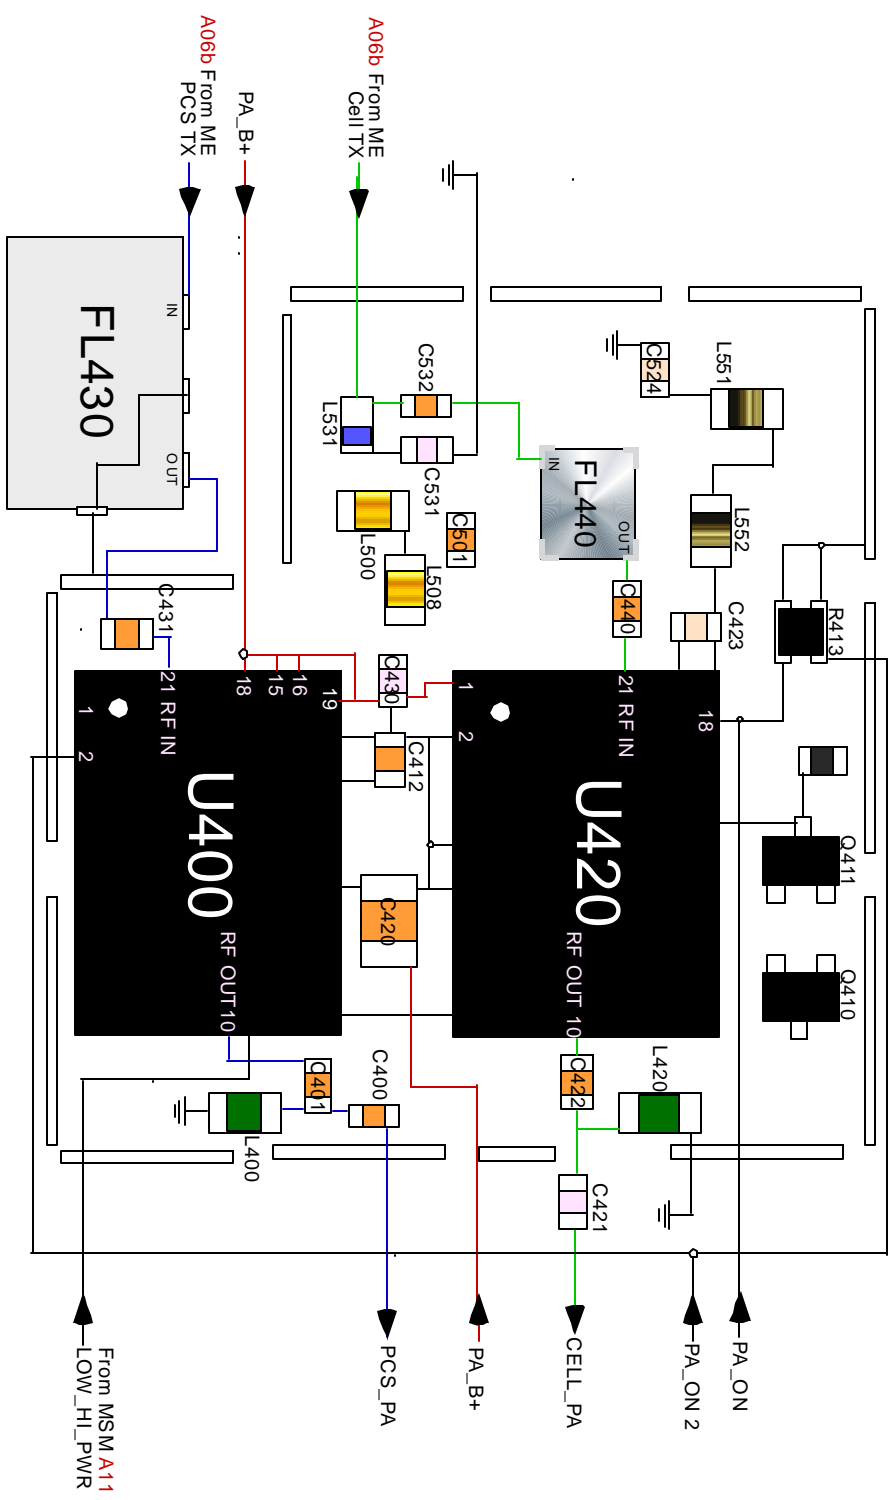 A06b From ME
PCS TX
PA_B+
A06b From ME
Cell TX
FL430
IN
OUT
C431
L531
C532
C531
L500
L508
C501
FL440
IN
OUT
C440
C524
L551
L552
C423
R413
C430
C412
C420
U400
21 RF IN
18
15
16
19
1
2
RF OUT10
U420
1
2
21 RF IN
18
RF OUT 10
Q411
Q410
C401
C400
L400
C422
L420
C421
From MSM A11
LOW_HI_PWR
PCS_PA
PA_B+
CELL_PA
PA_ON 2
PA_ON